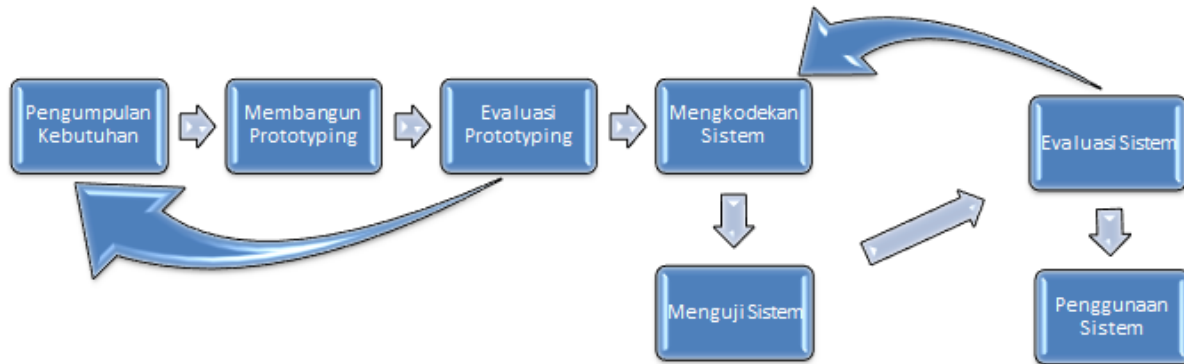 Pengumpulan
Kebutuhan
Membangun
Prototyping
Evaluasi
Prototyping
Mengkodekan
Sistem
Evaluasi Sistem
Menguji Sistem
Penggunaan
Sistem